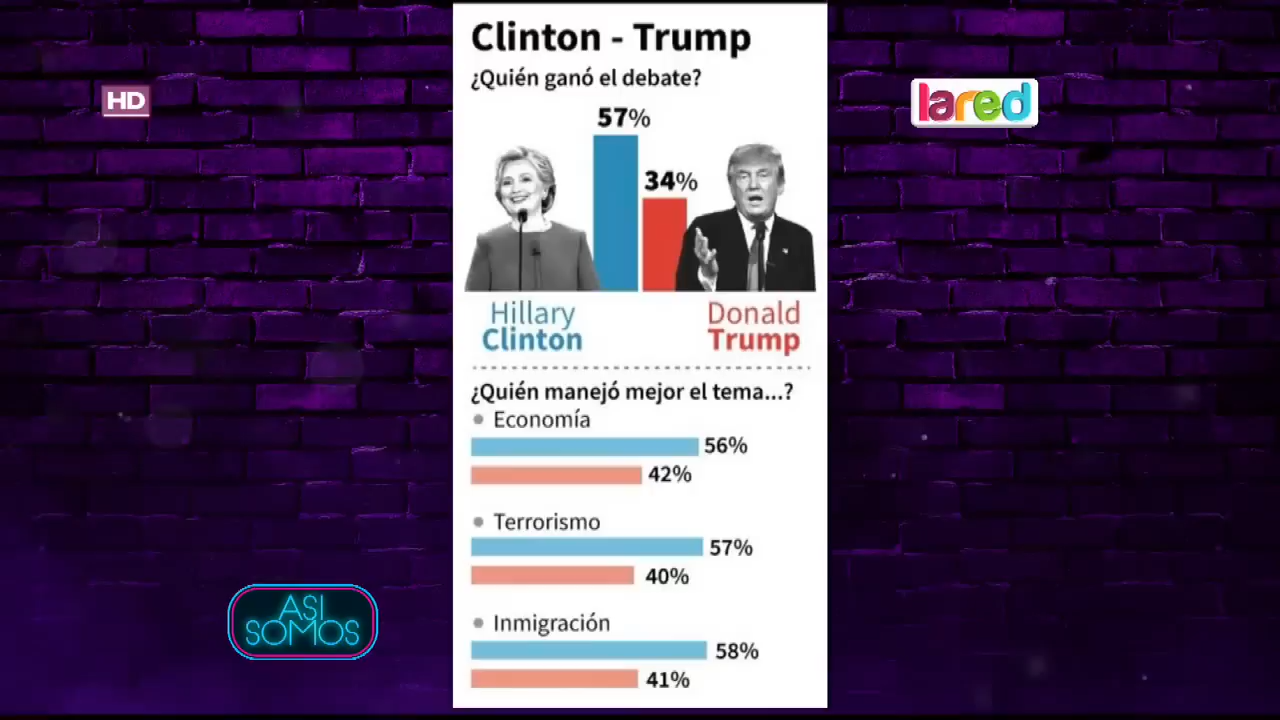 HD
lared
Clinton - Trump
¿Quién ganó el debate?
57%
34%
Hillary
Clinton
Donald
Trump
¿Quién manejó mejor el tema...?
Economía
56%
42%
Terrorismo
57%
40%
Inmigración
58%
41%
ASI
SOMOS